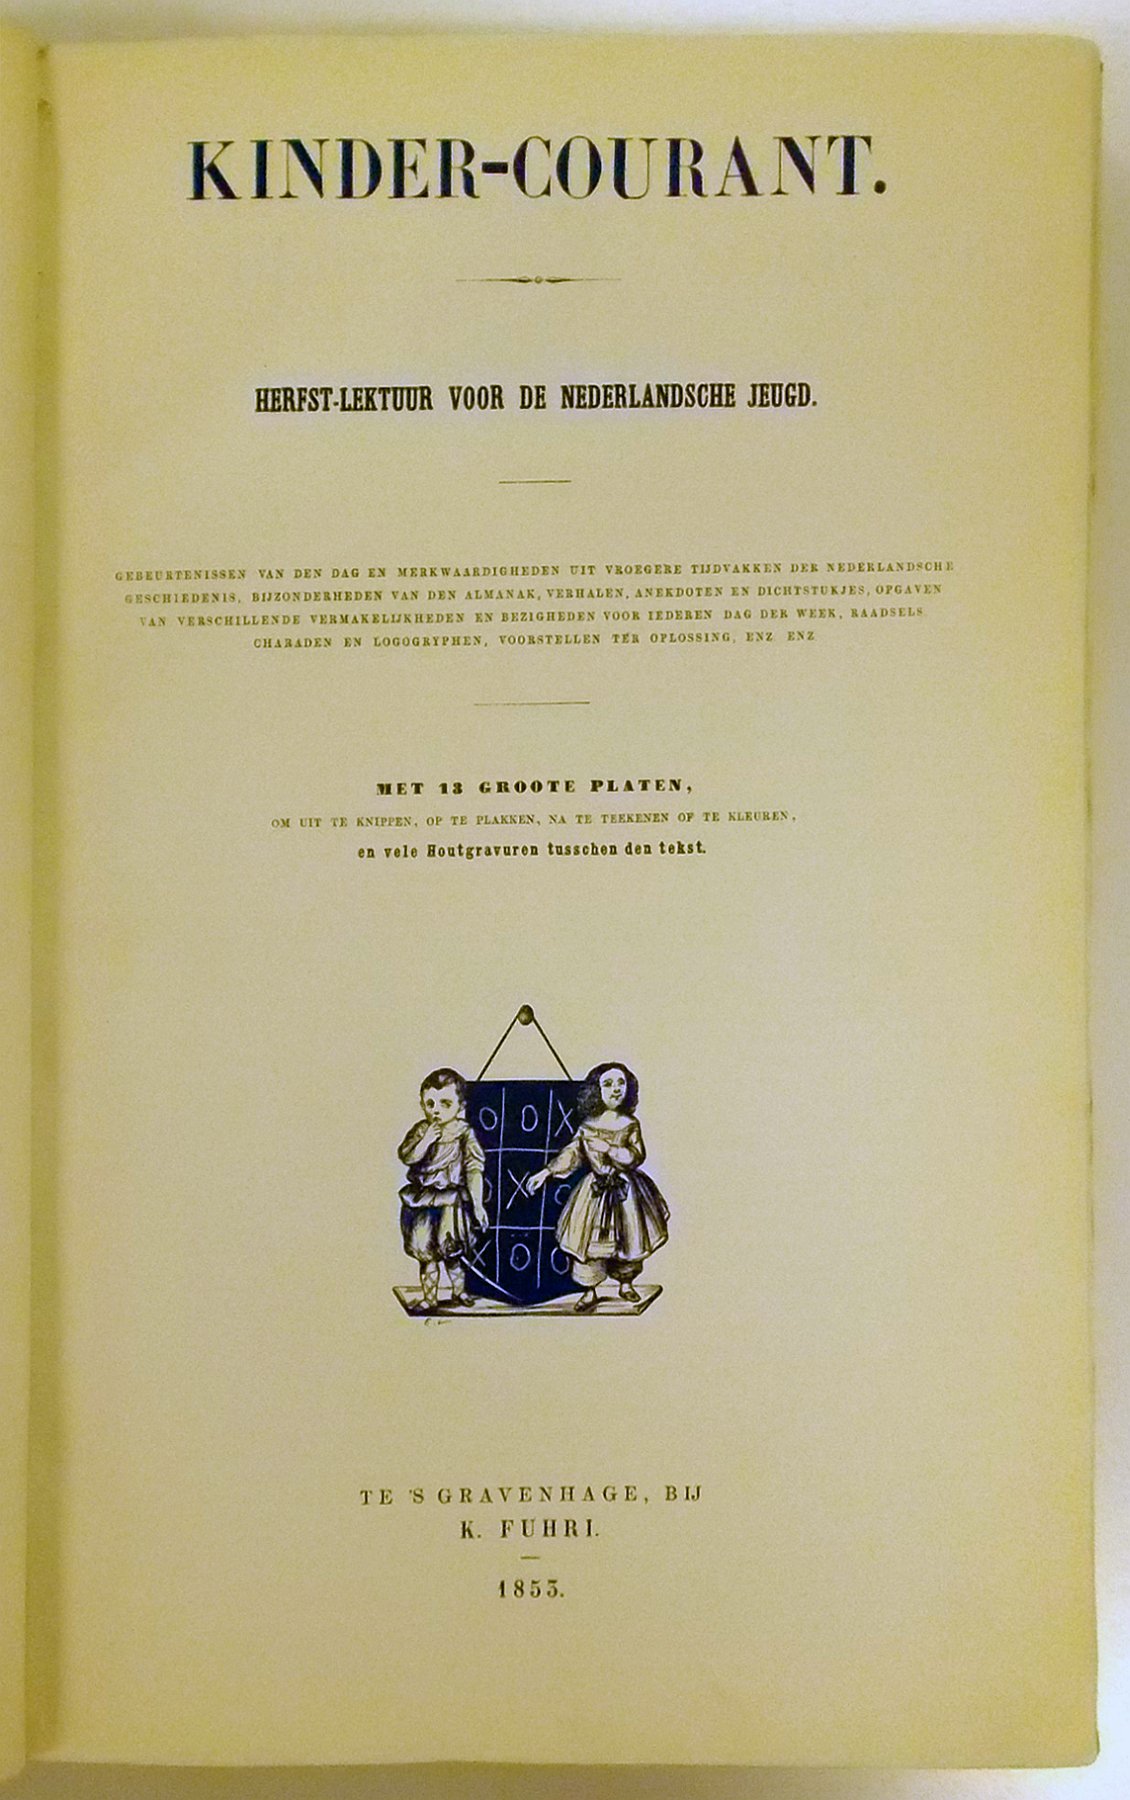 KINDER-COURANT.
HERFST-LEKTUUR VOOR DE NEDERLANDSCHE JEUGD.
GEBEURTENISSEN VAN DEN DAG EN MERKWAARDIGHEDEN UIT VROEGERE TIJDVAKKEN DER NEDERLANDSCHE
GESCHIEDENIS, BIJZONDERHEDEN VAN DEN ALMANAK, VERHALEN, ANEKDOTEN EN DICHTSTUKJES, OPGAVEN
VAN VERSCHILLENDE VERMAKELIJKHEDEN EN BEZIGHEDEN VOOR IEDEREN DAG DER WEEK, RAADSELS
CHARADEN EN LOGOGRYPHEN, VOORSTELLEN TER OPLOSSING, ENZ ENZ
MET 13 GROOTE PLATEN,
OM UIT TE KNIPPEN, OP TE PLAKKEN, NA TE TEEKENEN OF TE KLEUREN,
en vele Houtgravuren tusschen den tekst.
O O X
O X O
X O O
TE 'S GRAVENHAGE, BIJ
K. FUHRI.
1853.